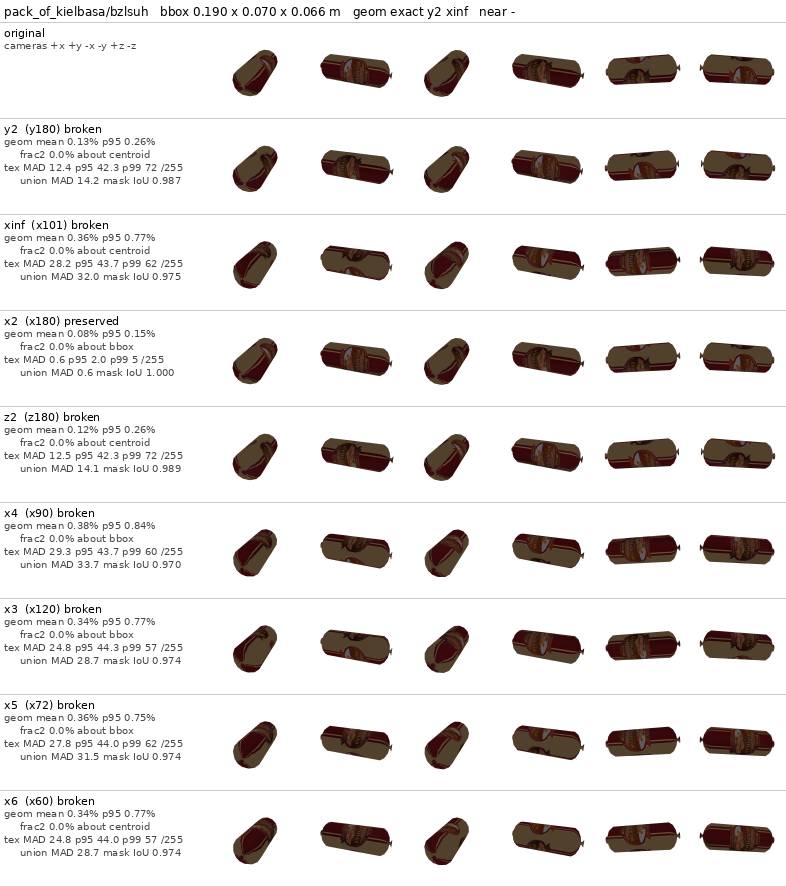 pack_of_kielbasa/bzlsuh bbox 0.190 x 0.070 x 0.066 m geom exact y2 xinf near -
original
cameras +x +y -x -y +z -z
y2 (y180) broken
geom mean 0.13% p95 0.26%
frac2 0.0% about centroid
tex MAD 12.4 p95 42.3 p99 72 /255
union MAD 14.2 mask IoU 0.987
xinf (x101) broken
geom mean 0.36% p95 0.77%
frac2 0.0% about centroid
tex MAD 28.2 p95 43.7 p99 62 /255
union MAD 32.0 mask IoU 0.975
x2 (x180) preserved
geom mean 0.08% p95 0.15%
frac2 0.0% about bbox
tex MAD 0.6 p95 2.0 p99 5 /255
union MAD 0.6 mask IoU 1.000
z2 (z180) broken
geom mean 0.12% p95 0.26%
frac2 0.0% about centroid
tex MAD 12.5 p95 42.3 p99 72 /255
union MAD 14.1 mask IoU 0.989
x4 (x90) broken
geom mean 0.38% p95 0.84%
frac2 0.0% about bbox
tex MAD 29.3 p95 43.7 p99 60 /255
union MAD 33.7 mask IoU 0.970
x3 (x120) broken
geom mean 0.34% p95 0.77%
frac2 0.0% about bbox
tex MAD 24.8 p95 44.3 p99 57 /255
union MAD 28.7 mask IoU 0.974
x5 (x72) broken
geom mean 0.36% p95 0.75%
frac2 0.0% about bbox
tex MAD 27.8 p95 44.0 p99 62 /255
union MAD 31.5 mask IoU 0.974
x6 (x60) broken
geom mean 0.34% p95 0.77%
frac2 0.0% about centroid
tex MAD 24.8 p95 44.0 p99 57 /255
union MAD 28.7 mask IoU 0.974